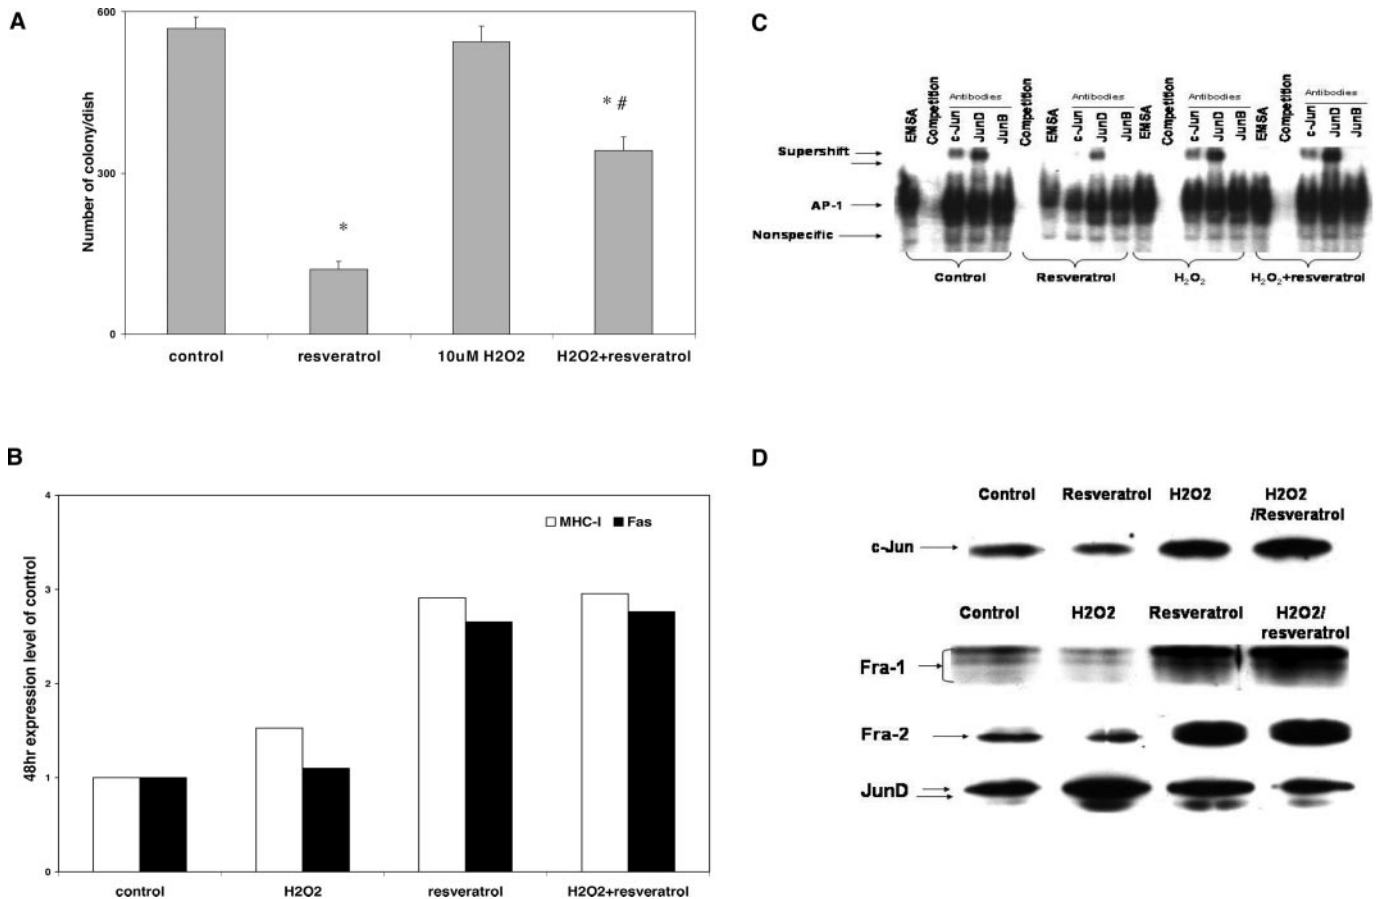 A
Number of colony/dish
600
300
0
*
*
#
control
resveratrol
10uM H2O2
H2O2+resveratrol
B
48hr expression level of control
4
3
2
1
0
MHC-I
Fas
control
H2O2
resveratrol
H2O2+resveratrol
C
Antibodies
Antibodies
Antibodies
Antibodies
EMSA
Competition
c-Jun
JunD
JunB
Competition
EMSA
c-Jun
JunD
JunB
EMSA
Competition
c-Jun
JunD
JunB
EMSA
Competition
c-Jun
JunD
JunB
Supershift
AP-1
Nonspecific
Control
Resveratrol
H₂O₂
H₂O₂+resveratrol
D
Control
Resveratrol
H2O2
H2O2
/Resveratrol
c-Jun
Control
H2O2
Resveratrol
H2O2/
resveratrol
Fra-1
Fra-2
JunD